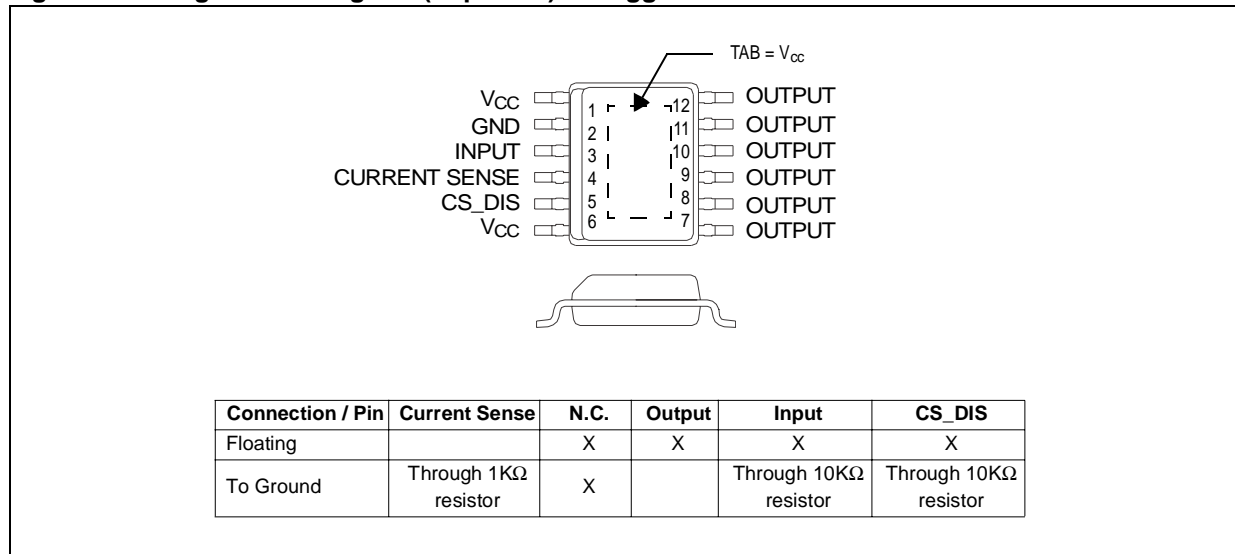 TAB = Vcc
VCC
GND
INPUT
CURRENT SENSE
CS_DIS
VCC
1
2
3
4
5
6
12
11
10
9
8
7
OUTPUT
OUTPUT
OUTPUT
OUTPUT
OUTPUT
OUTPUT
Connection / Pin Current Sense N.C. Output Input CS_DIS
Floating X X X X
To Ground Through 1KΩ resistor X Through 10KΩ resistor Through 10KΩ resistor